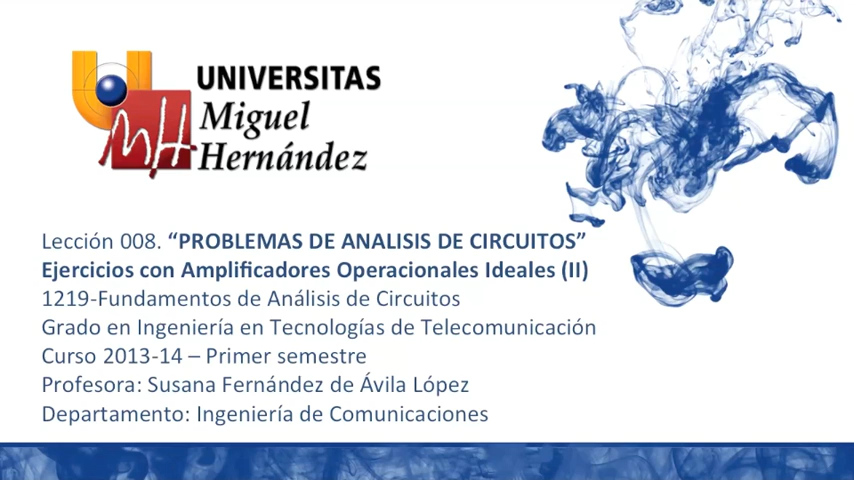 UNIVERSITAS
Miguel
Hernández
Lección 008. “PROBLEMAS DE ANALISIS DE CIRCUITOS”
Ejercicios con Amplificadores Operacionales Ideales (II)
1219-Fundamentos de Análisis de Circuitos
Grado en Ingeniería en Tecnologías de Telecomunicación
Curso 2013-14 – Primer semestre
Profesora: Susana Fernández de Ávila López
Departamento: Ingeniería de Comunicaciones